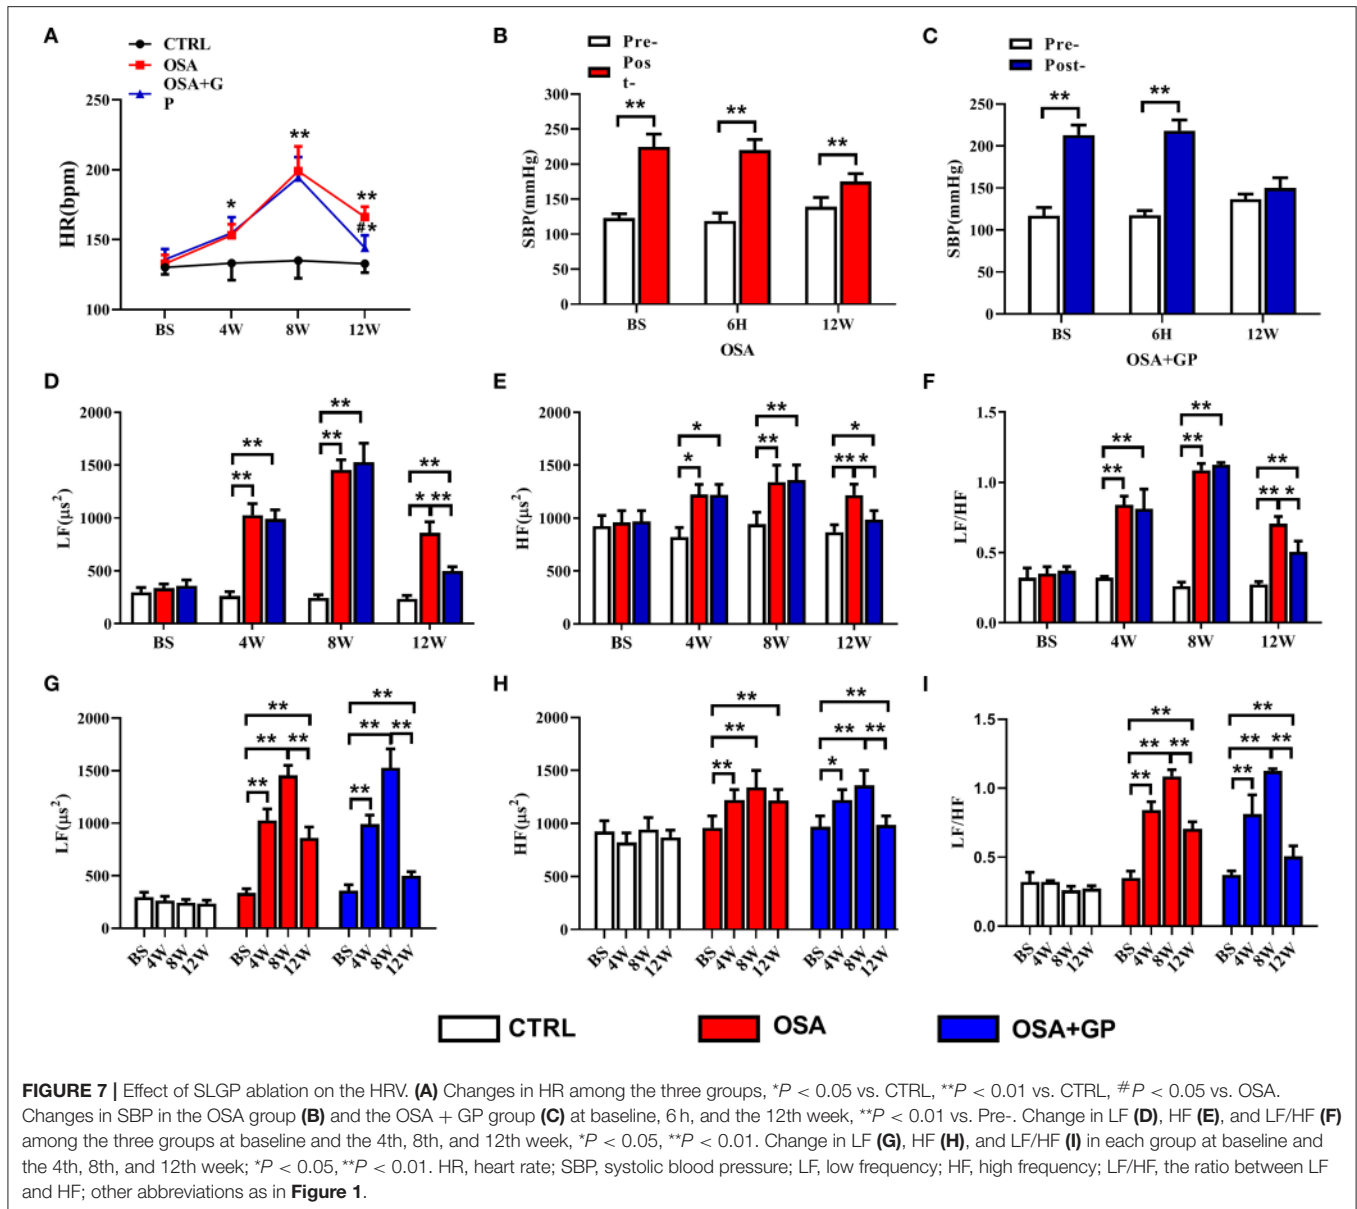 A
CTRL
OSA
OSA+G
P
250
200
150
100
HR(bpm)
**
*
**
#*
BS 4W 8W 12W
B
Pre-
Pos
t-
300
250
200
150
100
50
0
SBP(mmHg)
** ** **
BS 6H 12W
OSA
C
Pre-
Post-
250
200
150
100
50
0
SBP(mmHg)
** **
BS 6H 12W
OSA+GP
D
2000
1500
1000
500
0
LF(μs²)
**
**
**
**
**
* **
BS 4W 8W 12W
E
2000
1500
1000
500
0
HF(μs²)
*
*
**
**
*
** *
BS 4W 8W 12W
F
1.5
1.0
0.5
0.0
LF/HF
**
**
**
**
**
** *
BS 4W 8W 12W
G
2000
1500
1000
500
0
LF(μs²)
**
** **
**
**
** **
**
BS 4W 8W 12W BS 4W 8W 12W BS 4W 8W 12W
H
2000
1500
1000
500
0
HF(μs²)
**
**
**
**
** **
*
BS 4W 8W 12W BS 4W 8W 12W BS 4W 8W 12W
I
1.5
1.0
0.5
0.0
LF/HF
**
** **
**
**
** **
**
BS 4W 8W 12W BS 4W 8W 12W BS 4W 8W 12W
CTRL OSA OSA+GP
FIGURE 7 | Effect of SLGP ablation on the HRV. (A) Changes in HR among the three groups, *P < 0.05 vs. CTRL, **P < 0.01 vs. CTRL, #P < 0.05 vs. OSA.
Changes in SBP in the OSA group (B) and the OSA + GP group (C) at baseline, 6 h, and the 12th week, **P < 0.01 vs. Pre-. Change in LF (D), HF (E), and LF/HF (F)
among the three groups at baseline and the 4th, 8th, and 12th week, *P < 0.05, **P < 0.01. Change in LF (G), HF (H), and LF/HF (I) in each group at baseline and
the 4th, 8th, and 12th week; *P < 0.05, **P < 0.01. HR, heart rate; SBP, systolic blood pressure; LF, low frequency; HF, high frequency; LF/HF, the ratio between LF
and HF; other abbreviations as in Figure 1.